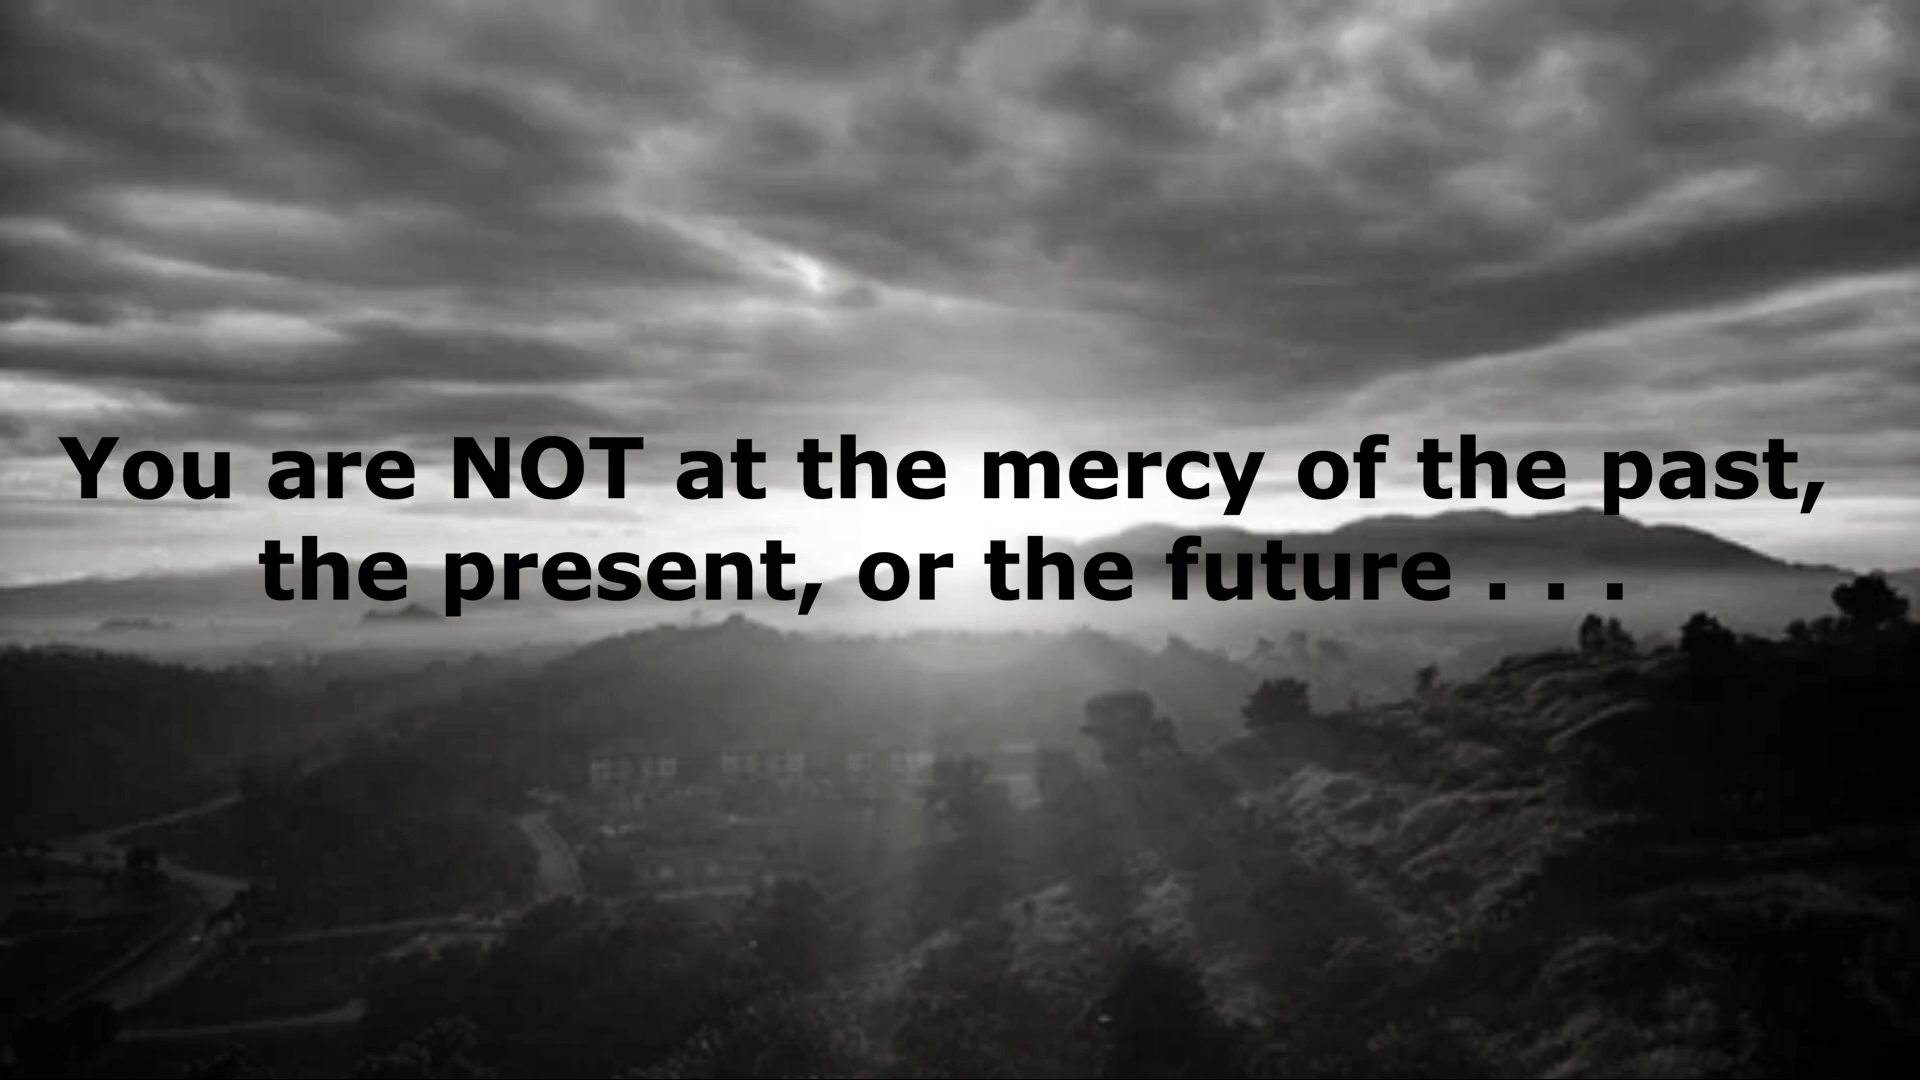 You are NOT at the mercy of the past,
the present, or the future . . .